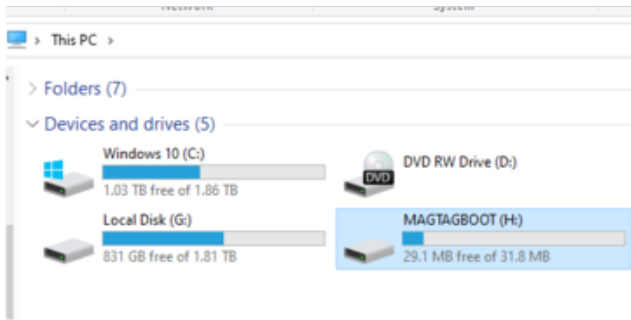 Network System
This PC
Folders (7)
Devices and drives (5)
Windows 10 (C:)
1.03 TB free of 1.86 TB
DVD RW Drive (D:)
DVD
Local Disk (G:)
831 GB free of 1.81 TB
MAGTAGBOOT (H:)
29.1 MB free of 31.8 MB